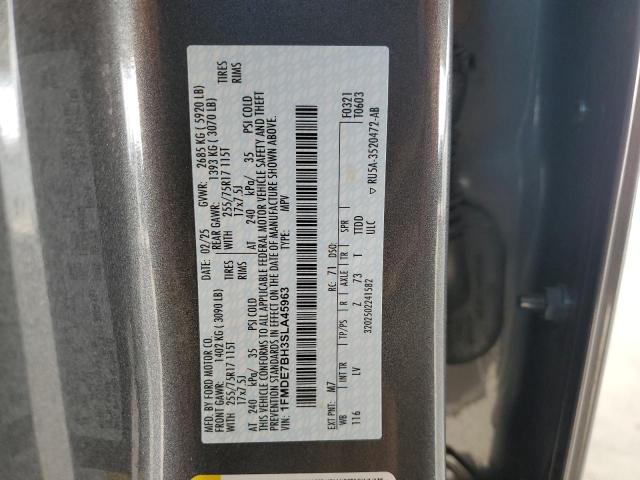 MFD. BY FORD MOTOR CO.
DATE: 02/25 GVWR: 2685 KG ( 5920 LB)
FRONT GAWR: 1402 KG ( 3090 LB) REAR GAWR: 1393 KG ( 3070 LB)
WITH 255/75R17 115T TIRES WITH 255/75R17 115T TIRES
17x7.5J RIMS 17x7.5J RIMS
AT 240 kPa/ 35 PSI COLD AT 240 kPa/ 35 PSI COLD
THIS VEHICLE CONFORMS TO ALL APPLICABLE FEDERAL MOTOR VEHICLE SAFETY AND THEFT
PREVENTION STANDARDS IN EFFECT ON THE DATE OF MANUFACTURE SHOWN ABOVE.
VIN: 1FMDE7BH3SLA45963 TYPE: MPV
F0321
T0603
EXT PNT: M7 RC: 71 DSO:
WB INT TR TP/PS R AXLE TR SPR
116 LV Z 73 T TTDD
ULC
▽ RU5A-3520472-AB
3202502241582